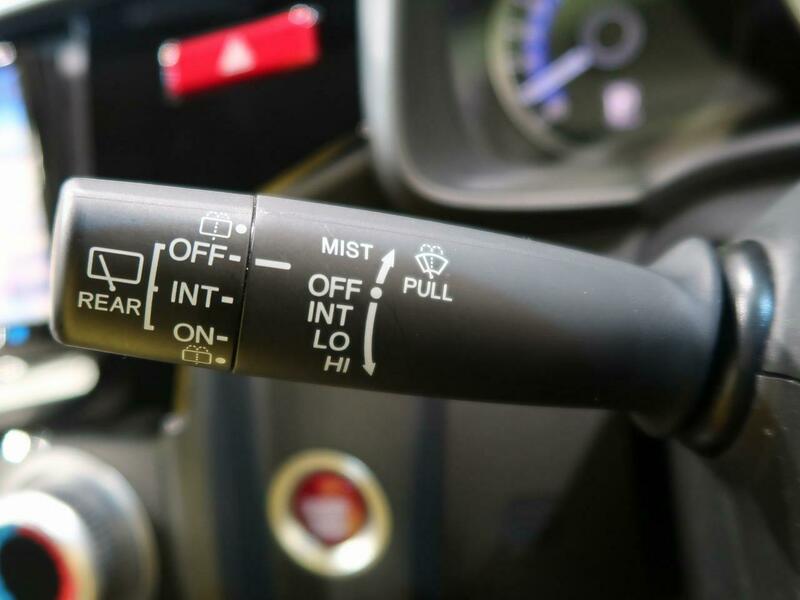 REAR
OFF
INT
ON
MIST
OFF
INT
LO
HI
PULL